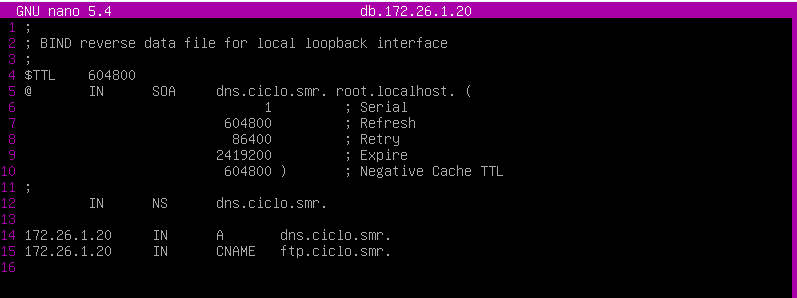 GNU nano 5.4 db.172.26.1.20
1 ;
2 ; BIND reverse data file for local loopback interface
3 ;
4 $TTL 604800
5 @ IN SOA dns.ciclo.smr. root.localhost. (
6 1 ; Serial
7 604800 ; Refresh
8 86400 ; Retry
9 2419200 ; Expire
10 604800 ) ; Negative Cache TTL
11 ;
12 IN NS dns.ciclo.smr.
13
14 172.26.1.20 IN A dns.ciclo.smr.
15 172.26.1.20 IN CNAME ftp.ciclo.smr.
16